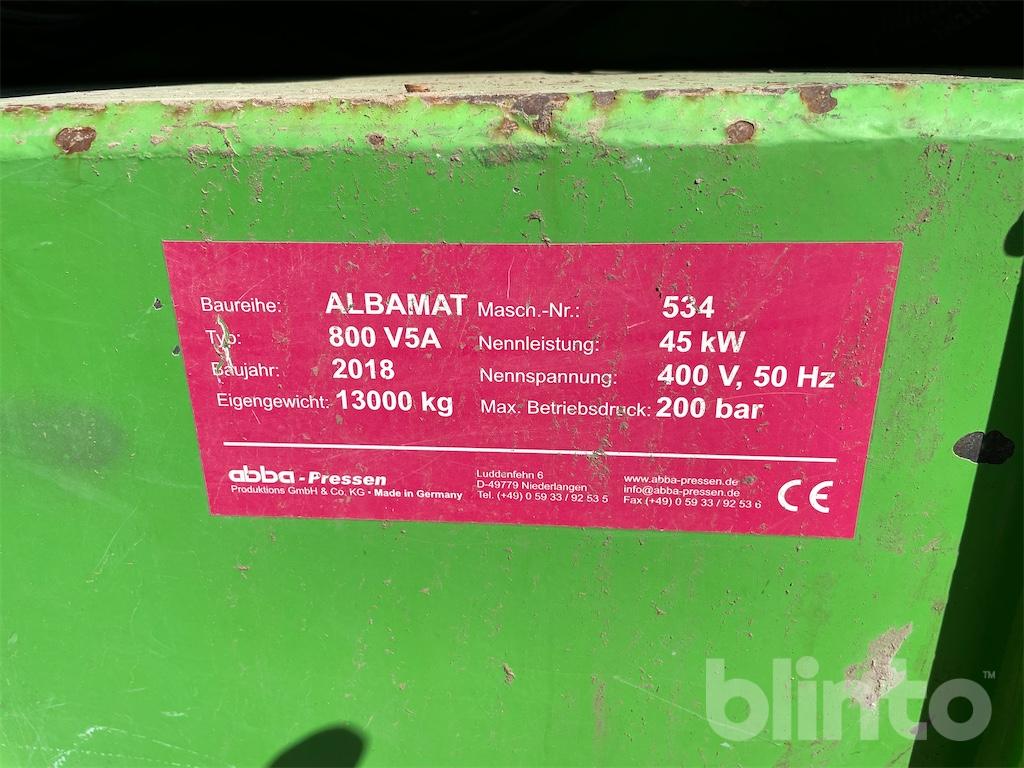 Baureihe: ALBAMAT Masch.-Nr.: 534
Typ: 800 V5A Nennleistung: 45 kW
Baujahr: 2018 Nennspannung: 400 V, 50 Hz
Eigengewicht: 13000 kg Max. Betriebsdruck: 200 bar
abba-Pressen
Produktions GmbH & Co. KG • Made in Germany
Luddenfehn 6
D-49779 Niederlangen
Tel. (+49) 0 59 33 / 92 53 5
www.abba-pressen.de
info@abba-pressen.de
Fax (+49) 0 59 33 / 92 53 6
CE
blinto™